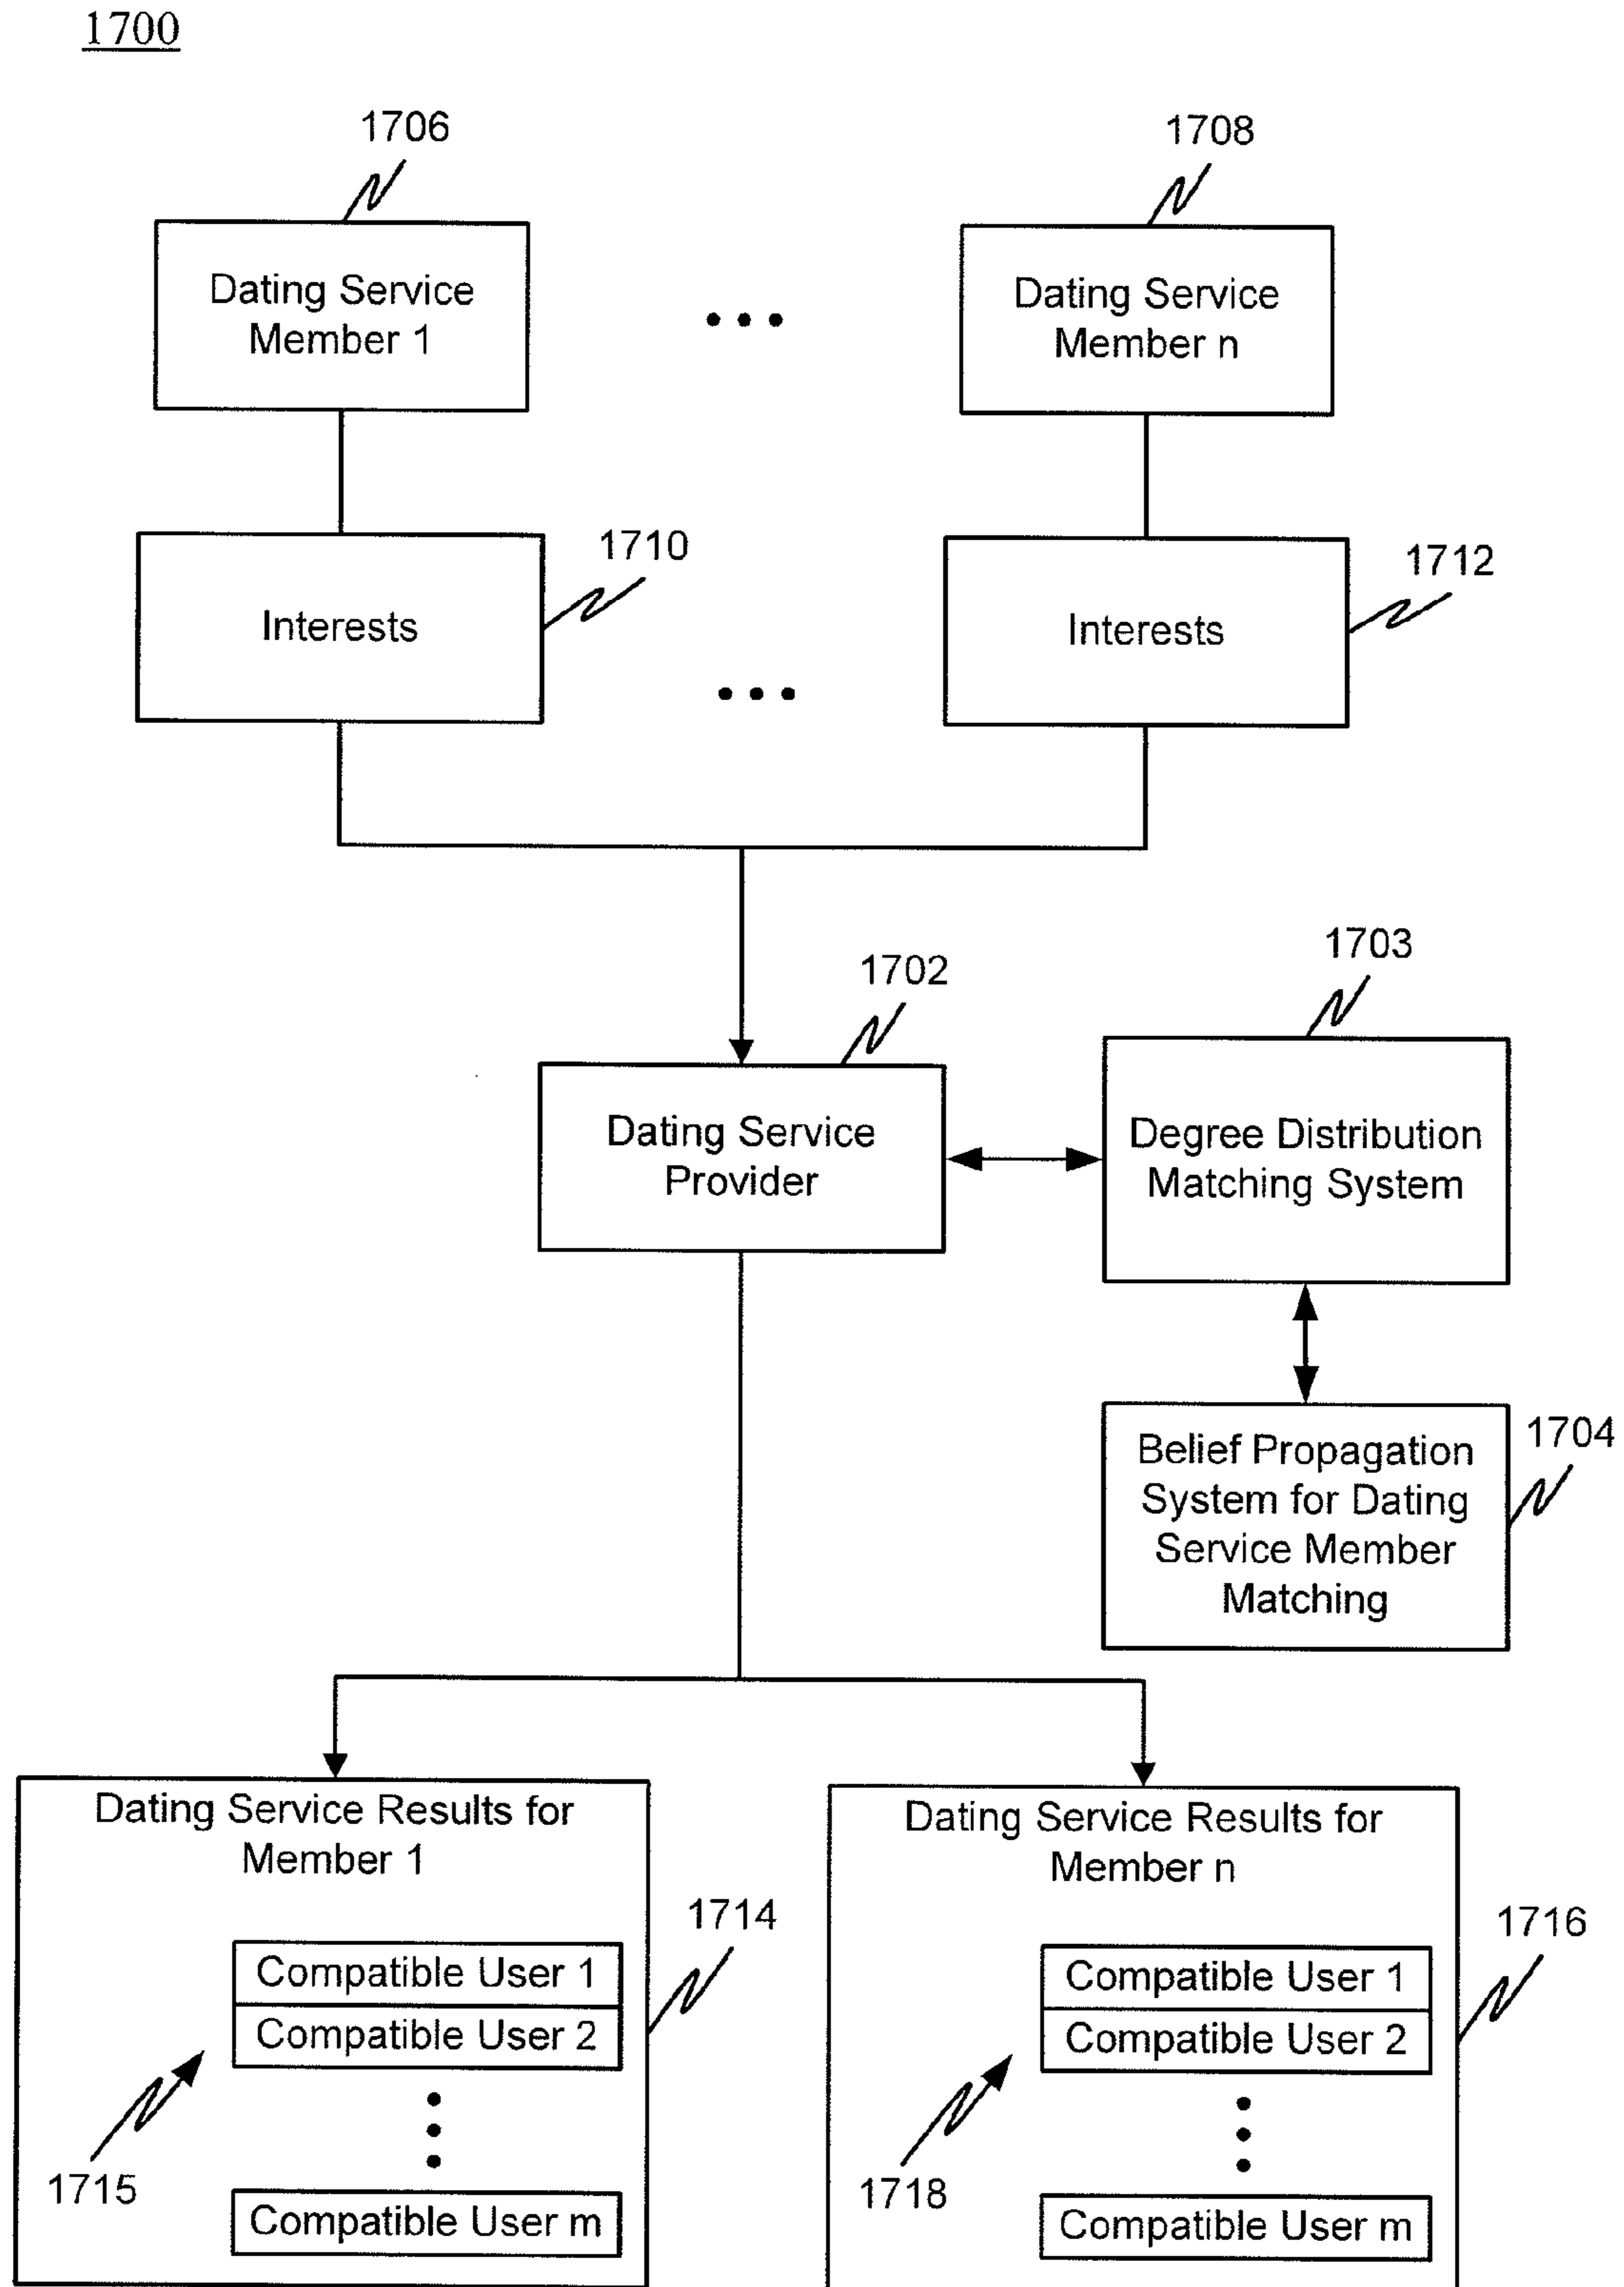 1700
1706
1708
Dating Service
Member 1
Dating Service
Member n
1710
1712
Interests
Interests
1702
1703
Dating Service
Provider
Degree Distribution
Matching System
1704
Belief Propagation
System for Dating
Service Member
Matching
Dating Service Results for
Member 1
1714
Compatible User 1
Compatible User 2
1715
Compatible User m
Dating Service Results for
Member n
1716
Compatible User 1
Compatible User 2
1718
Compatible User m